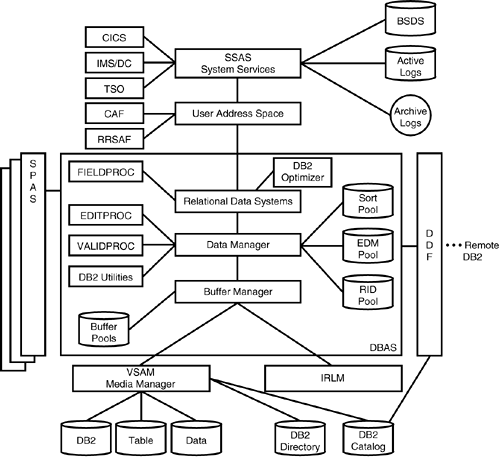 BSDS
CICS
SSAS
System Services
IMS/DC
Active
Logs
TSO
CAF
User Address Space
Archive
Logs
RRSAF
S
P
A
S
FIELDPROC
DB2
Optimizer
Relational Data Systems
Sort
Pool
EDITPROC
D
D
F
Remote
DB2
VALIDPROC
Data Manager
EDM
Pool
DB2 Utilities
Buffer Manager
RID
Pool
Buffer
Pools
DBAS
VSAM
Media Manager
IRLM
DB2
Table
Data
DB2
Directory
DB2
Catalog